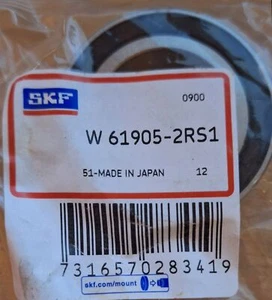 SKF
0900
W 61905-2RS1
51-MADE IN JAPAN 12
7316570283419
skf.com/mount